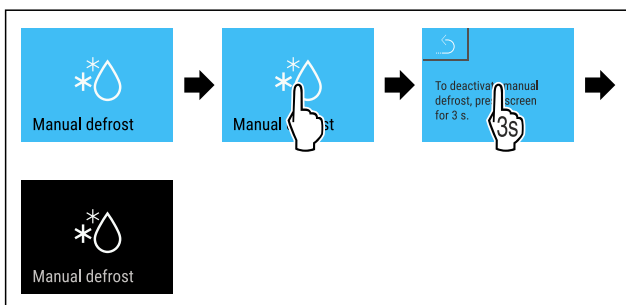 Manual defrost
Manual st
To deactivat manual
defrost, pre screen
for 3 s.
3s
Manual defrost